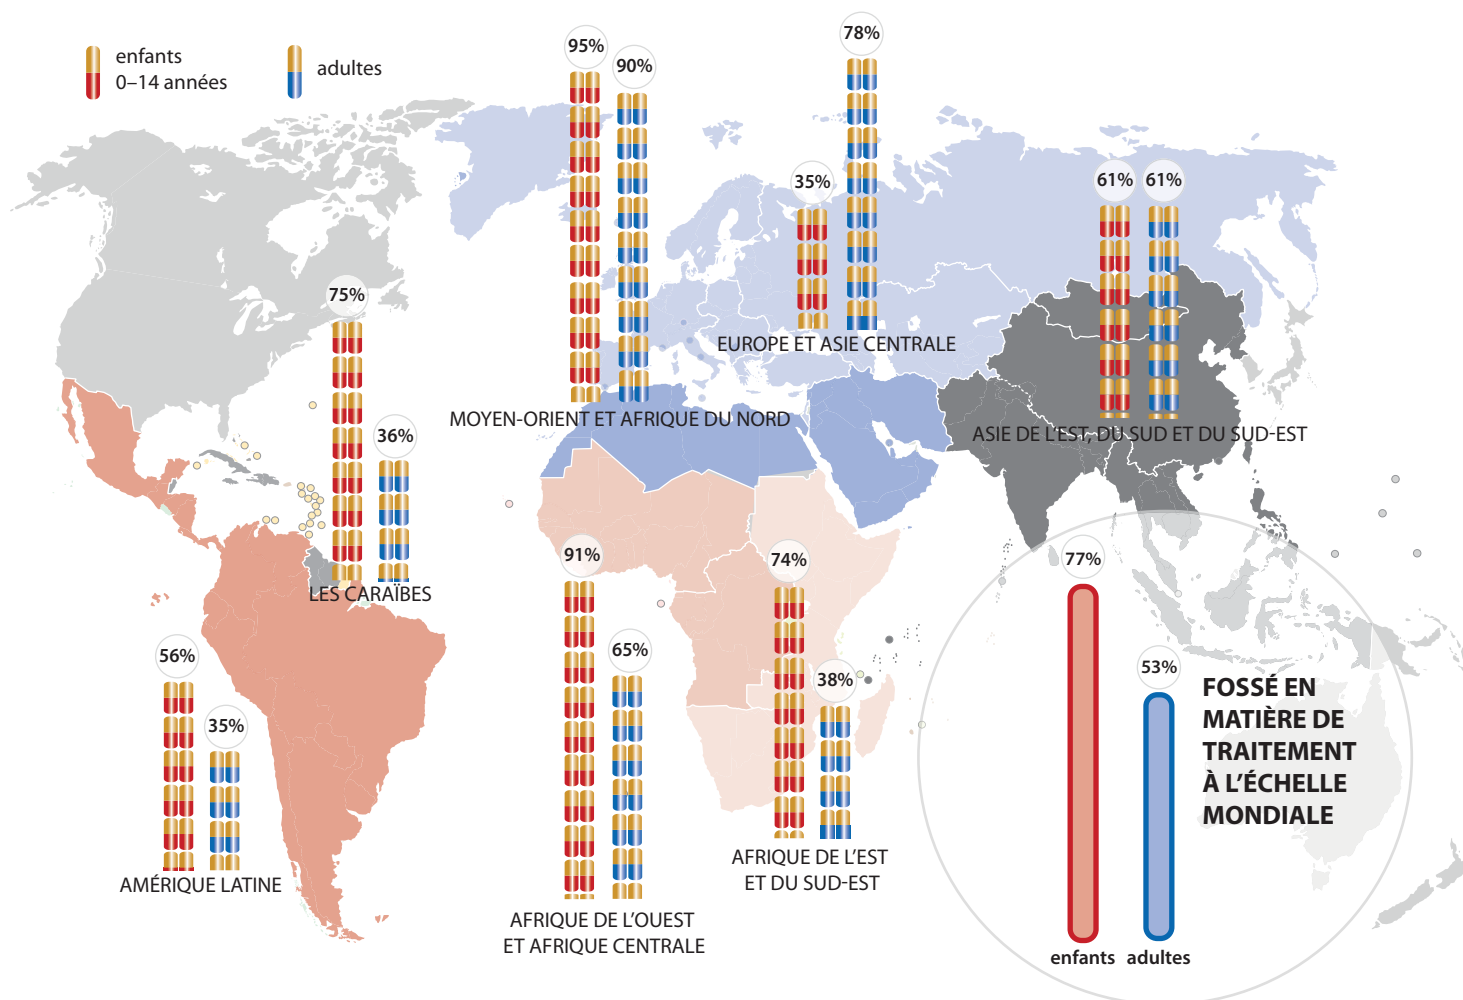 enfants
0–14 années
adultes
95%
90%
MOYEN-ORIENT ET AFRIQUE DU NORD
35%
78%
EUROPE ET ASIE CENTRALE
61%
61%
ASIE DE L'EST, DU SUD ET DU SUD-EST
75%
36%
LES CARAÏBES
56%
35%
AMÉRIQUE LATINE
91%
65%
AFRIQUE DE L'OUEST
ET AFRIQUE CENTRALE
74%
38%
AFRIQUE DE L'EST
ET DU SUD-EST
77%
53%
FOSSÉ EN
MATIÈRE DE
TRAITEMENT
À L'ÉCHELLE
MONDIALE
enfants
adultes